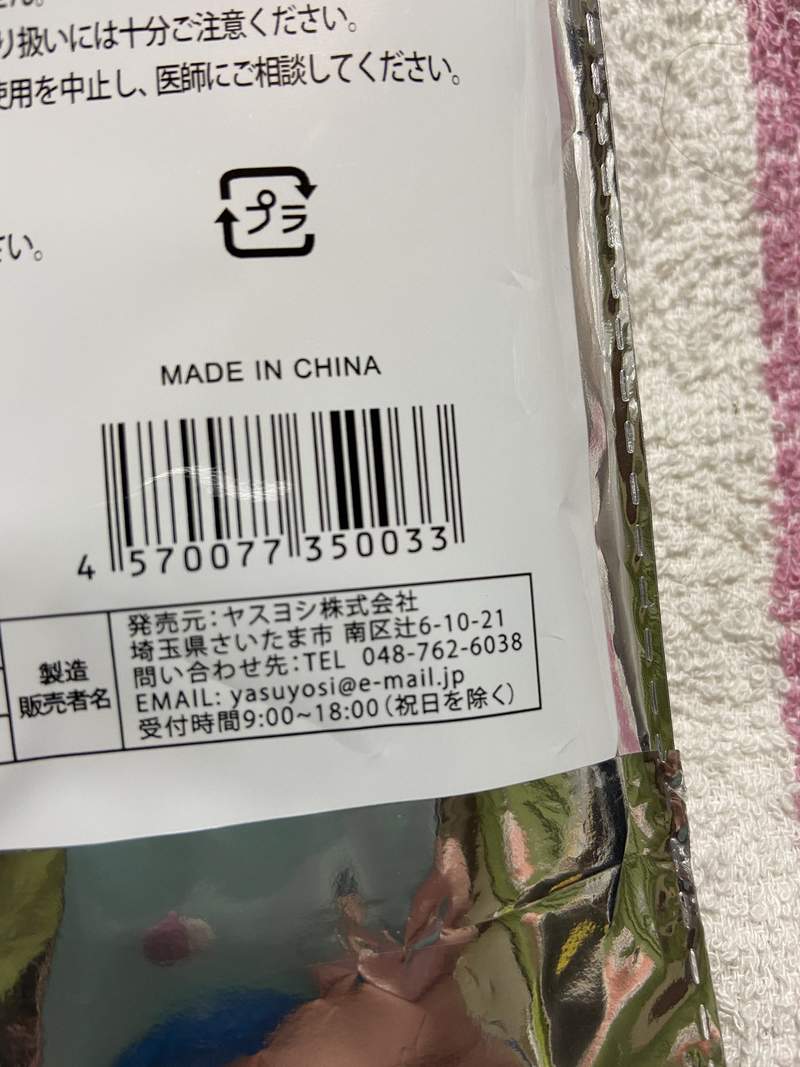 り扱いには十分ご注意ください。
使用を中止し、医師にご相談してください。
プラ
さい。
MADE IN CHINA
4 570077 350033
製造
販売者名
発売元：ヤスヨシ株式会社
埼玉県さいたま市 南区辻6-10-21
問い合わせ先：TEL 048-762-6038
EMAIL: yasuyosi@e-mail.jp
受付時間9:00~18:00（祝日を除く）